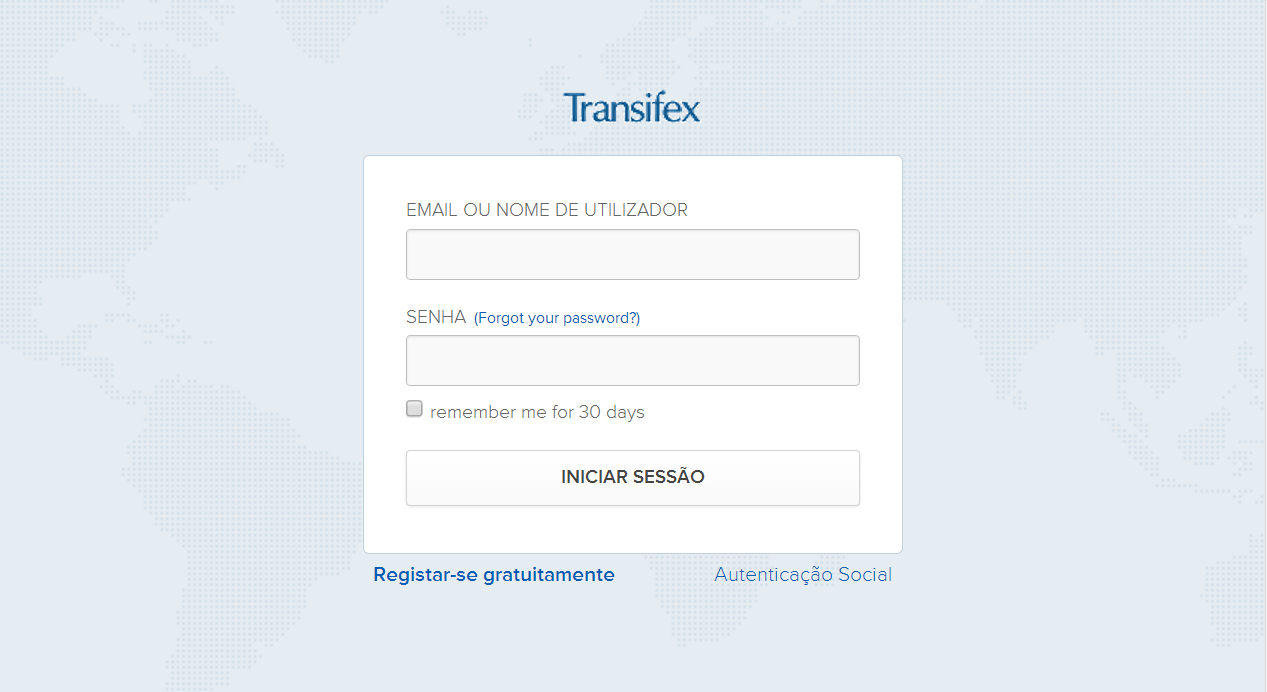 Transifex
EMAIL OU NOME DE UTILIZADOR
SENHA (Forgot your password?)
remember me for 30 days
INICIAR SESSÃO
Registar-se gratuitamente Autenticação Social